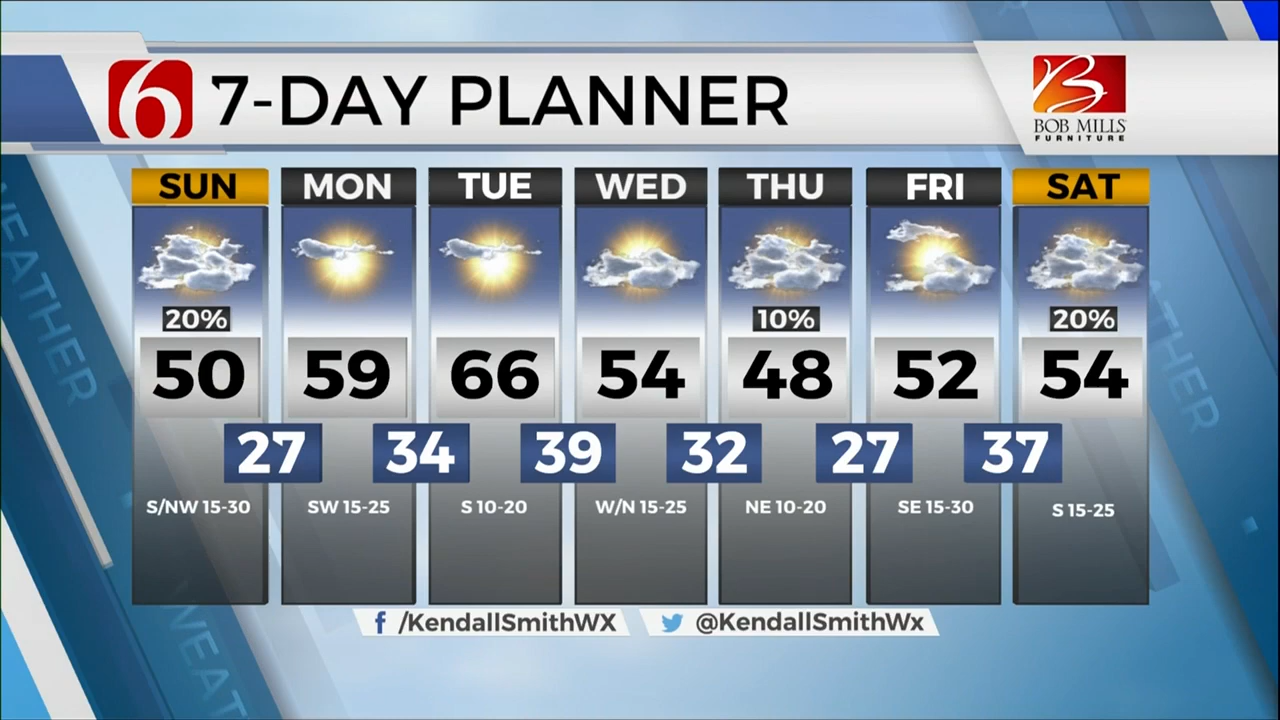 6 7-DAY PLANNER
B
BOB MILLS
FURNITURE
SUN MON TUE WED THU FRI SAT
20% 10% 20%
50 59 66 54 48 52 54
27 34 39 32 27 37
S/NW 15-30 SW 15-25 S 10-20 W/N 15-25 NE 10-20 SE 15-30 S 15-25
f /KendallSmithWX @KendallSmithWx
WEATHER
WEATHER